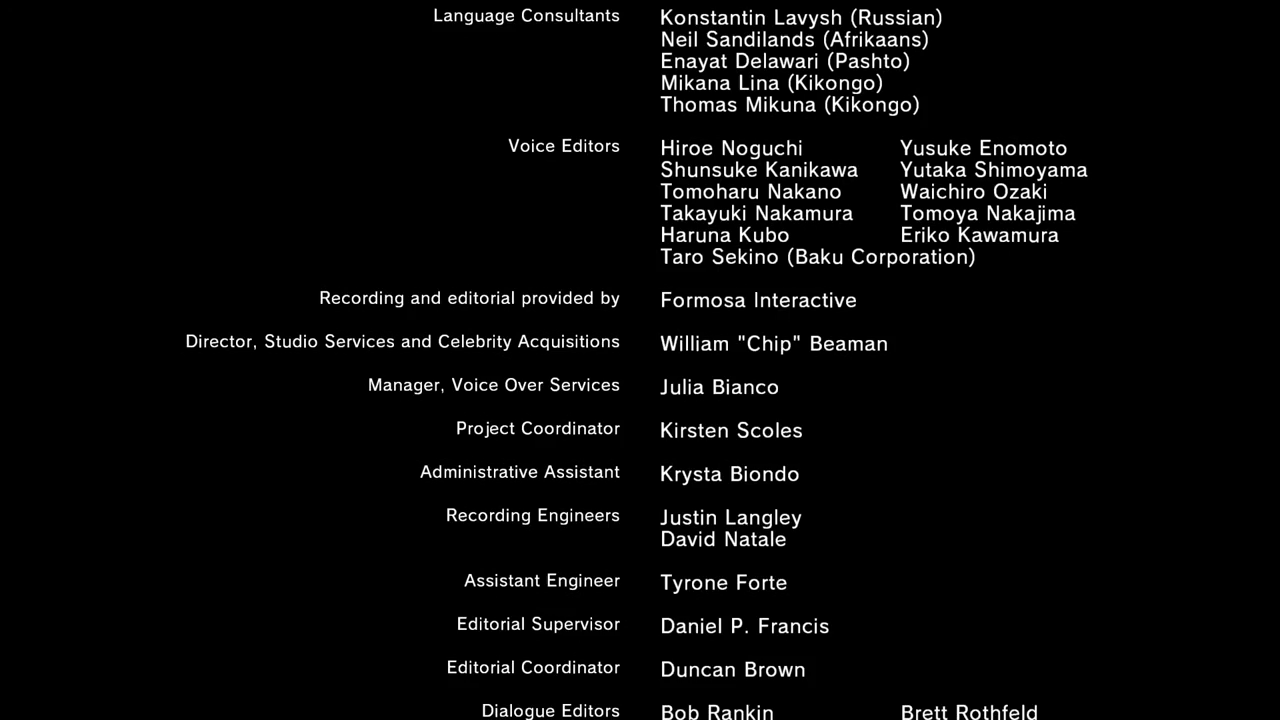 Language Consultants Konstantin Lavysh (Russian)
Neil Sandilands (Afrikaans)
Enayat Delawari (Pashto)
Mikana Lina (Kikongo)
Thomas Mikuna (Kikongo)
Voice Editors Hiroe Noguchi Yusuke Enomoto
Shunsuke Kanikawa Yutaka Shimoyama
Tomoharu Nakano Waichiro Ozaki
Takayuki Nakamura Tomoya Nakajima
Haruna Kubo Eriko Kawamura
Taro Sekino (Baku Corporation)
Recording and editorial provided by Formosa Interactive
Director, Studio Services and Celebrity Acquisitions William "Chip" Beaman
Manager, Voice Over Services Julia Bianco
Project Coordinator Kirsten Scoles
Administrative Assistant Krysta Biondo
Recording Engineers Justin Langley
David Natale
Assistant Engineer Tyrone Forte
Editorial Supervisor Daniel P. Francis
Editorial Coordinator Duncan Brown
Dialogue Editors Bob Rankin Brett Rothfeld